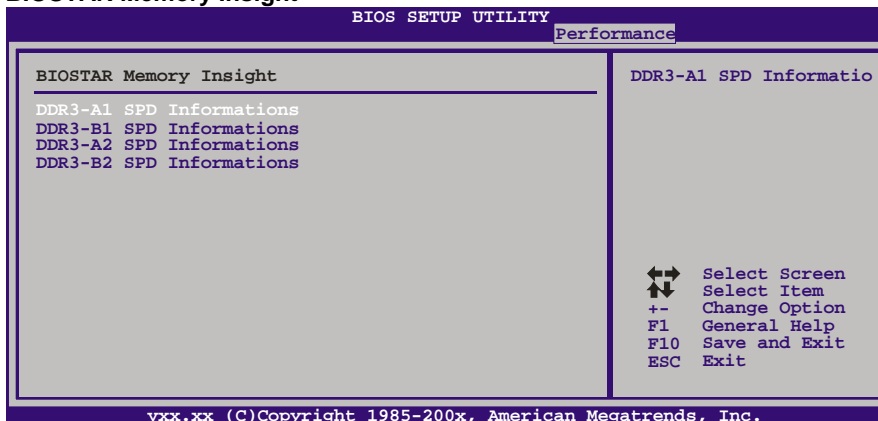 BIOSTAR Memory Insight
BIOS SETUP UTILITY
Performance
BIOSTAR Memory Insight
DDR3-A1 SPD Informations
DDR3-B1 SPD Informations
DDR3-A2 SPD Informations
DDR3-B2 SPD Informations
DDR3-A1 SPD Informatio
Select Screen
Select Item
+- Change Option
F1 General Help
F10 Save and Exit
ESC Exit
vxx.xx (C)Copyright 1985-200x, American Megatrends, Inc.